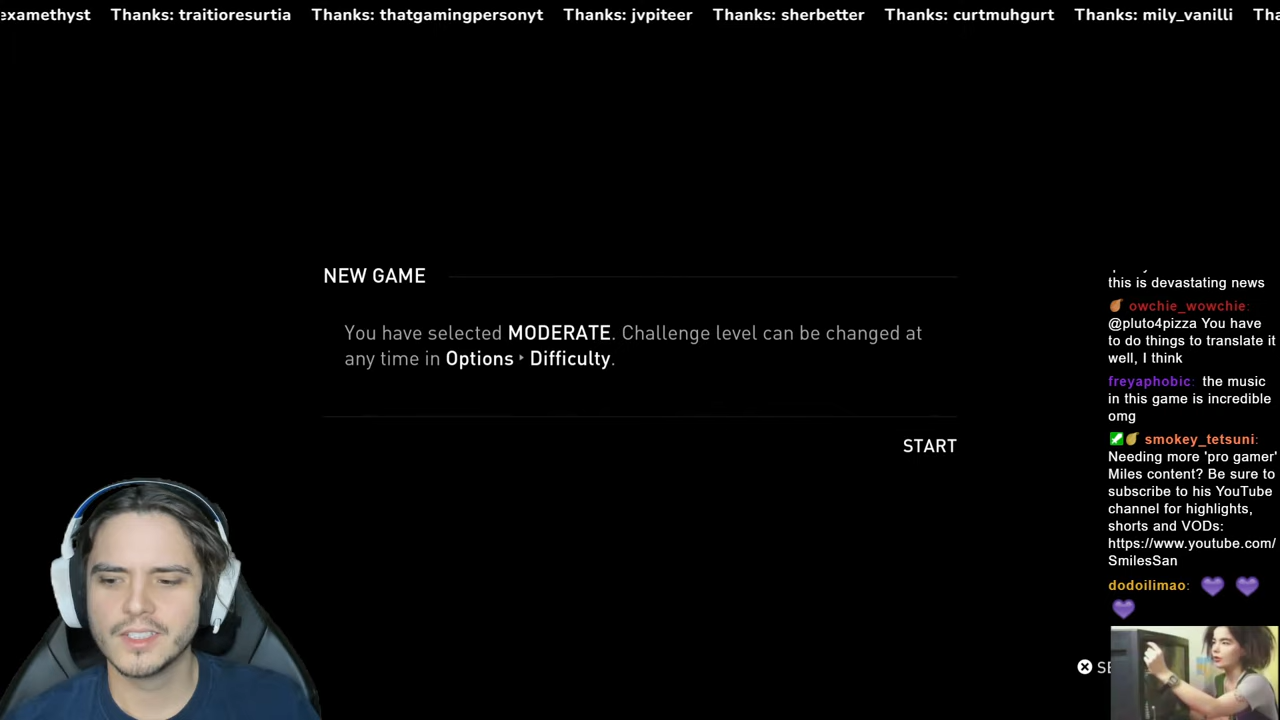 examethyst Thanks: traitioresurtia Thanks: thatgamingpersonyt Thanks: jvpiteer Thanks: sherbetter Thanks: curtmuhgurt Thanks: mily_vanilli
NEW GAME
You have selected MODERATE. Challenge level can be changed at
any time in Options ‣ Difficulty.
START
this is devastating news
owchie_wowchie:
@pluto4pizza You have
to do things to translate it
well, I think
freyaphobic: the music
in this game is incredible
omg
smokey_tetsuni:
Needing more 'pro gamer'
Miles content? Be sure to
subscribe to his YouTube
channel for highlights,
shorts and VODs:
https://www.youtube.com/
SmilesSan
dodoilimao: